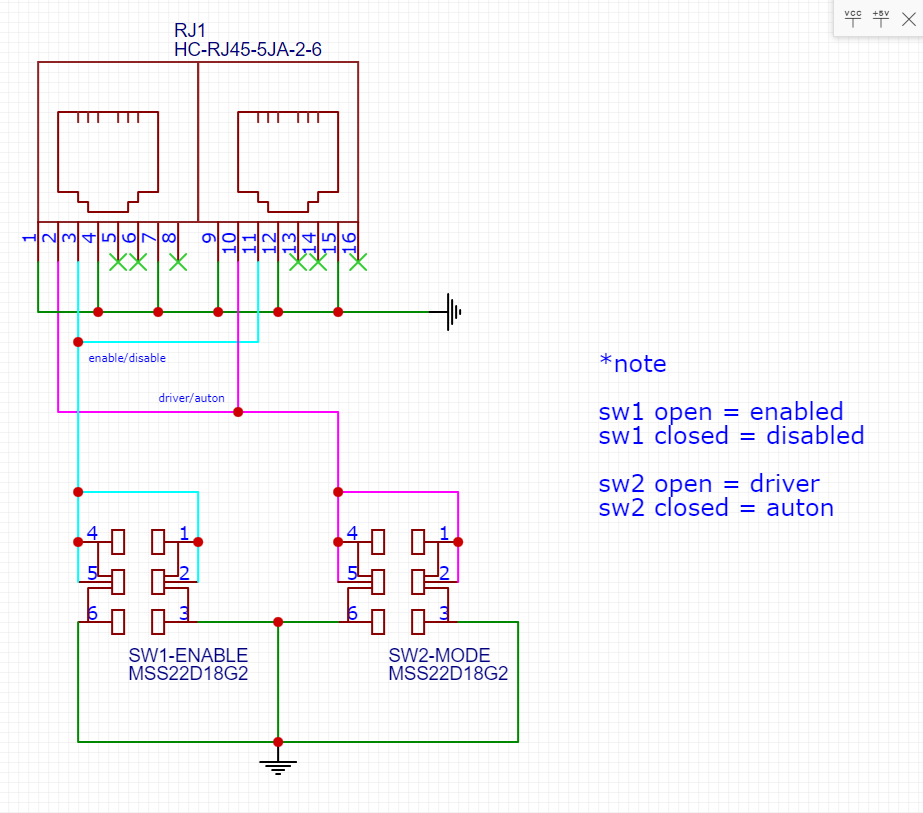 VCC +5V
RJ1
HC-RJ45-5JA-2-6
1 2 3 4 5 6 7 8 9 10 11 12 13 14 15 16
enable/disable
driver/auton
*note
sw1 open = enabled
sw1 closed = disabled
sw2 open = driver
sw2 closed = auton
4 1 4 1
5 2 5 2
6 3 6 3
SW1-ENABLE SW2-MODE
MSS22D18G2 MSS22D18G2